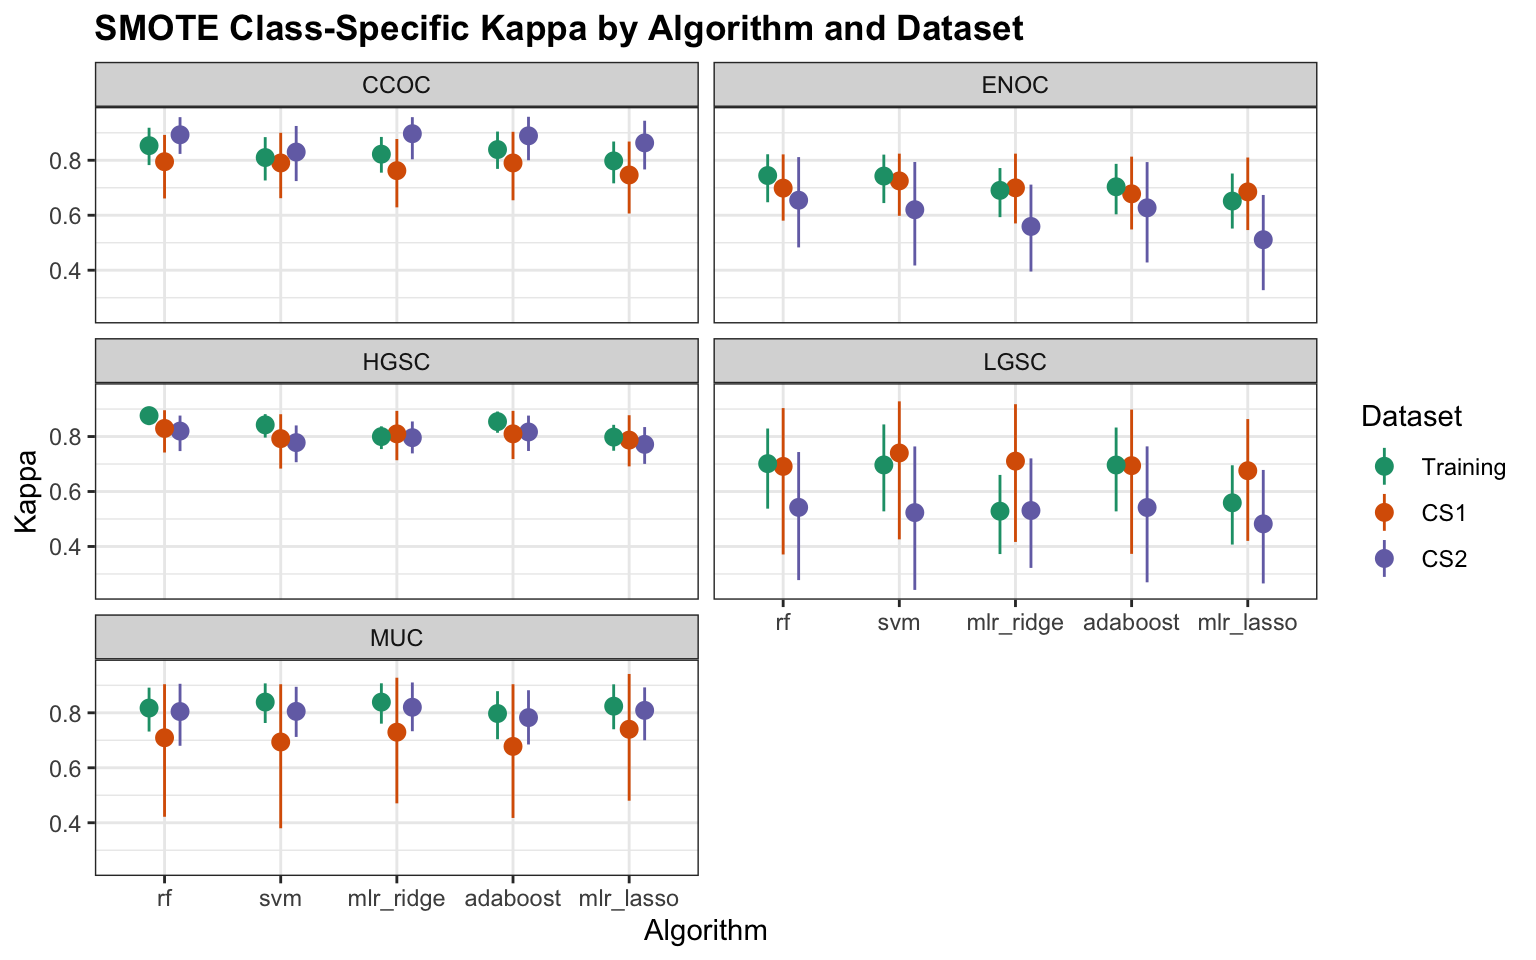 SMOTE Class-Specific Kappa by Algorithm and Dataset
CCOC
ENOC
0.8
0.6
0.4
HGSC
LGSC
0.8
0.6
0.4
Kappa
rf svm mlr_ridge adaboost mlr_lasso
MUC
0.8
0.6
0.4
rf svm mlr_ridge adaboost mlr_lasso
Algorithm
Dataset
Training
CS1
CS2